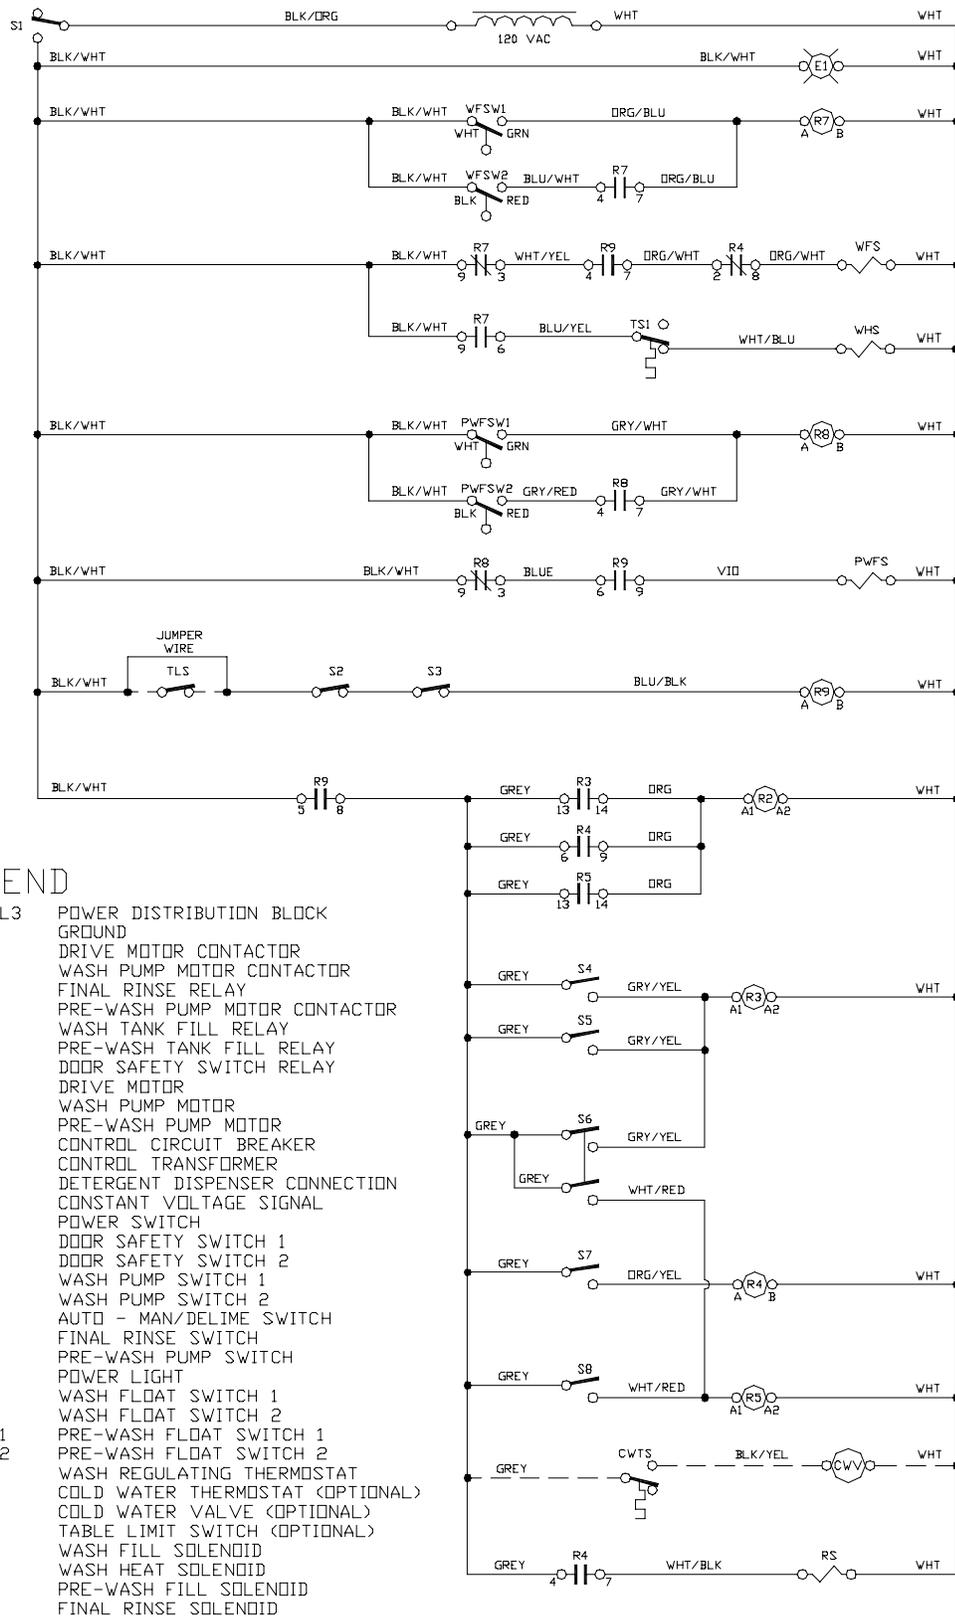 S1 BLK/ORG WHT WHT
120 VAC
BLK/WHT BLK/WHT E1 WHT
BLK/WHT BLK/WHT WFSW1 ORG/BLU R7 WHT
WHT GRN A B
BLK/WHT WFSW2 BLU/WHT R7 ORG/BLU
BLK RED 4 7
BLK/WHT BLK/WHT R7 WHT/YEL R9 ORG/WHT R4 ORG/WHT WFS WHT
9 3 4 7 2 8
BLK/WHT R7 BLU/YEL TS1 WHT/BLU WHS WHT
9 6
BLK/WHT BLK/WHT PWFSW1 GRY/WHT R8 WHT
WHT GRN A B
BLK/WHT PWFSW2 GRY/RED R8 GRY/WHT
BLK RED 4 7
BLK/WHT BLK/WHT R8 BLUE R9 VIO PWFS WHT
9 3 6 9
JUMPER
WIRE
BLK/WHT TLS S2 S3 BLU/BLK R9 WHT
A B
BLK/WHT R9 GREY R3 ORG R2 WHT
5 8 13 14 A1 A2
GREY R4 ORG
6 9
GREY R5 ORG
13 14
END
L3 POWER DISTRIBUTION BLOCK
GROUND
DRIVE MOTOR CONTACTOR
WASH PUMP MOTOR CONTACTOR
FINAL RINSE RELAY
PRE-WASH PUMP MOTOR CONTACTOR
WASH TANK FILL RELAY
PRE-WASH TANK FILL RELAY
DOOR SAFETY SWITCH RELAY
DRIVE MOTOR
WASH PUMP MOTOR
PRE-WASH PUMP MOTOR
CONTROL CIRCUIT BREAKER
CONTROL TRANSFORMER
DETERGENT DISPENSER CONNECTION
CONSTANT VOLTAGE SIGNAL
POWER SWITCH
DOOR SAFETY SWITCH 1
DOOR SAFETY SWITCH 2
WASH PUMP SWITCH 1
WASH PUMP SWITCH 2
AUTO - MAN/DELIME SWITCH
FINAL RINSE SWITCH
PRE-WASH PUMP SWITCH
POWER LIGHT
WASH FLOAT SWITCH 1
WASH FLOAT SWITCH 2
1 PRE-WASH FLOAT SWITCH 1
2 PRE-WASH FLOAT SWITCH 2
WASH REGULATING THERMOSTAT
COLD WATER THERMOSTAT (OPTIONAL)
COLD WATER VALVE (OPTIONAL)
TABLE LIMIT SWITCH (OPTIONAL)
WASH FILL SOLENOID
WASH HEAT SOLENOID
PRE-WASH FILL SOLENOID
FINAL RINSE SOLENOID
GREY S4 GRY/YEL R3 WHT
A1 A2
GREY S5 GRY/YEL
GREY S6 GRY/YEL
GREY WHT/RED
GREY S7 ORG/YEL R4 WHT
A B
GREY S8 WHT/RED R5 WHT
A1 A2
GREY CWTS BLK/YEL CWV WHT
GREY R4 WHT/BLK RS WHT
4 7